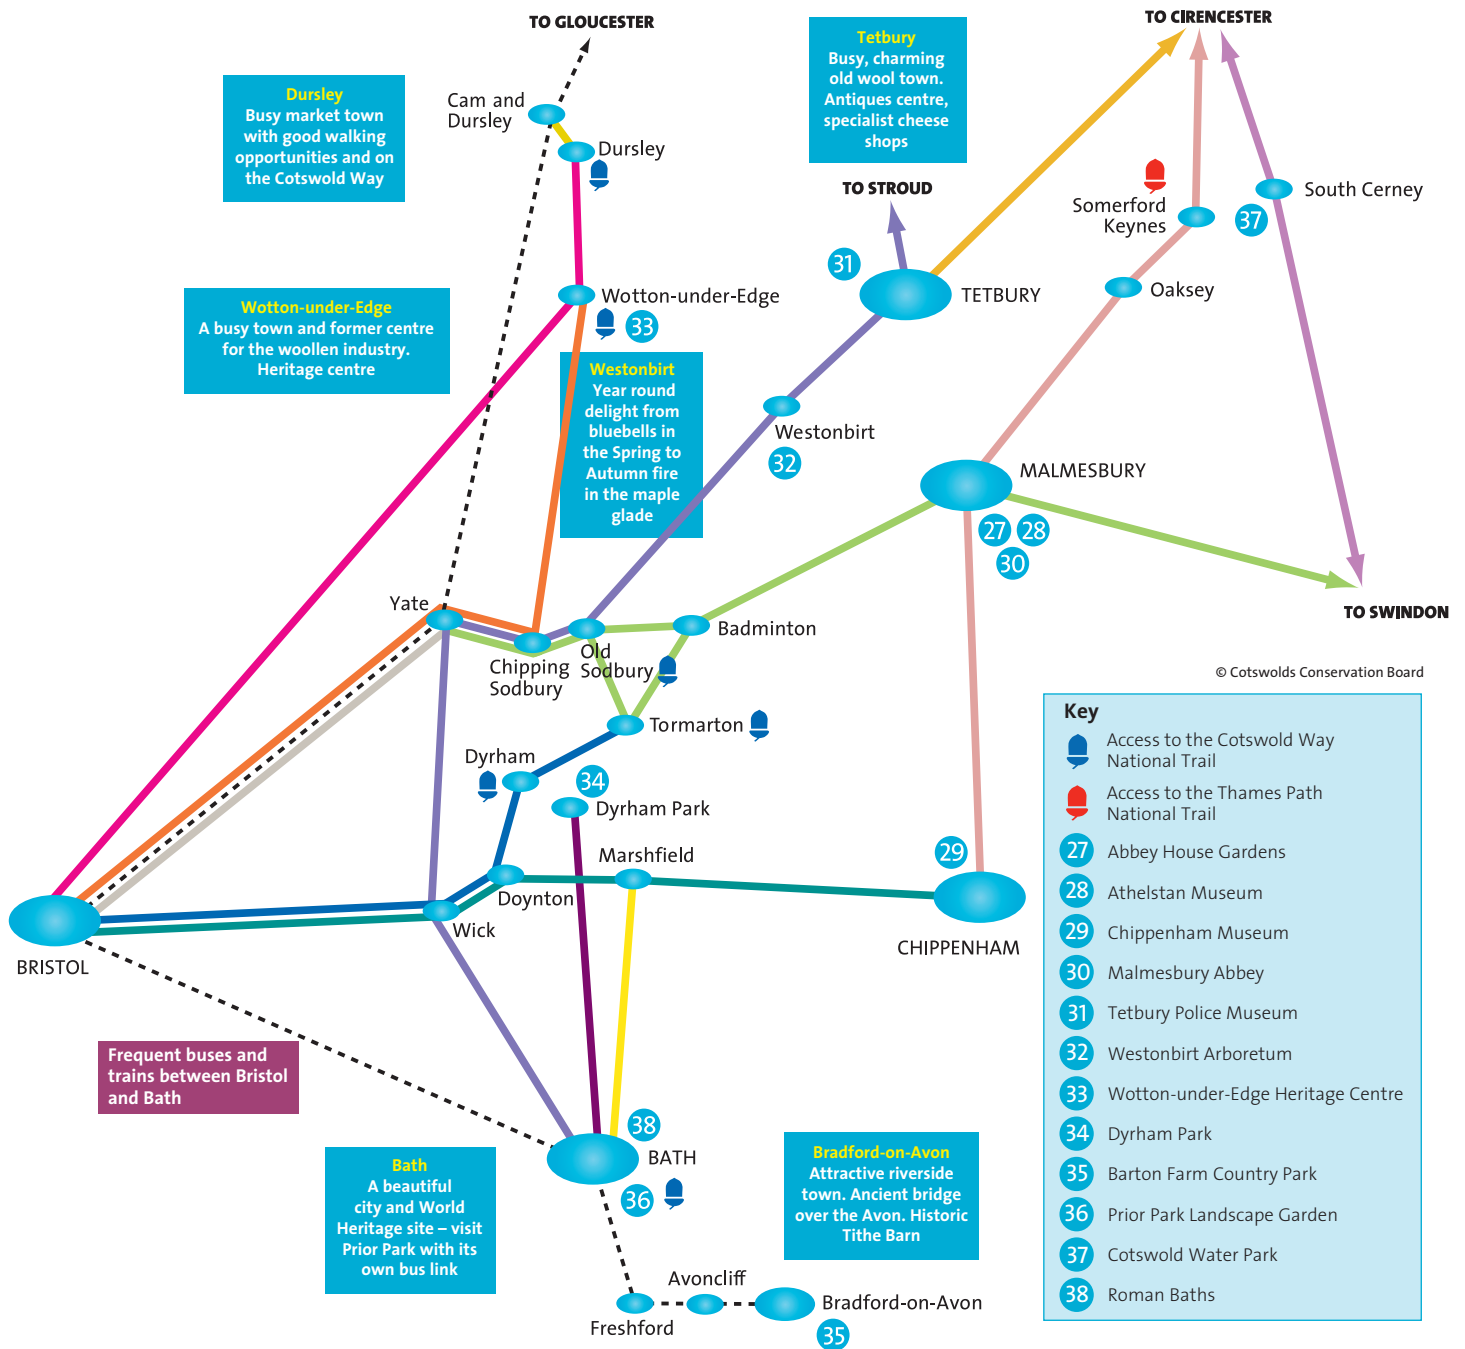 TO GLOUCESTER
TO CIRENCESTER
Tetbury
Busy, charming
old wool town.
Antiques centre,
specialist cheese
shops
Dursley
Busy market town
with good walking
opportunities and on
the Cotswold Way
Cam and
Dursley
Dursley
TO STROUD
Somerford
Keynes
South Cerney
37
31
TETBURY
Oaksey
Wotton-under-Edge
A busy town and former centre
for the woollen industry.
Heritage centre
Wotton-under-Edge
33
Westonbirt
Year round
delight from
bluebells in
the Spring to
Autumn fire
in the maple
glade
Westonbirt
32
MALMESBURY
27
28
30
TO SWINDON
Yate
Chipping
Sodbury
Old
Sodbury
Badminton
Tormarton
Dyrham
34
Dyrham Park
Marshfield
29
Doynton
Wick
CHIPPENHAM
BRISTOL
Frequent buses and
trains between Bristol
and Bath
38
BATH
36
Bath
A beautiful
city and World
Heritage site – visit
Prior Park with its
own bus link
Bradford-on-Avon
Attractive riverside
town. Ancient bridge
over the Avon. Historic
Tithe Barn
Avoncliff
Freshford
Bradford-on-Avon
35
© Cotswolds Conservation Board
Key
Access to the Cotswold Way
National Trail
Access to the Thames Path
National Trail
27 Abbey House Gardens
28 Athelstan Museum
29 Chippenham Museum
30 Malmesbury Abbey
31 Tetbury Police Museum
32 Westonbirt Arboretum
33 Wotton-under-Edge Heritage Centre
34 Dyrham Park
35 Barton Farm Country Park
36 Prior Park Landscape Garden
37 Cotswold Water Park
38 Roman Baths